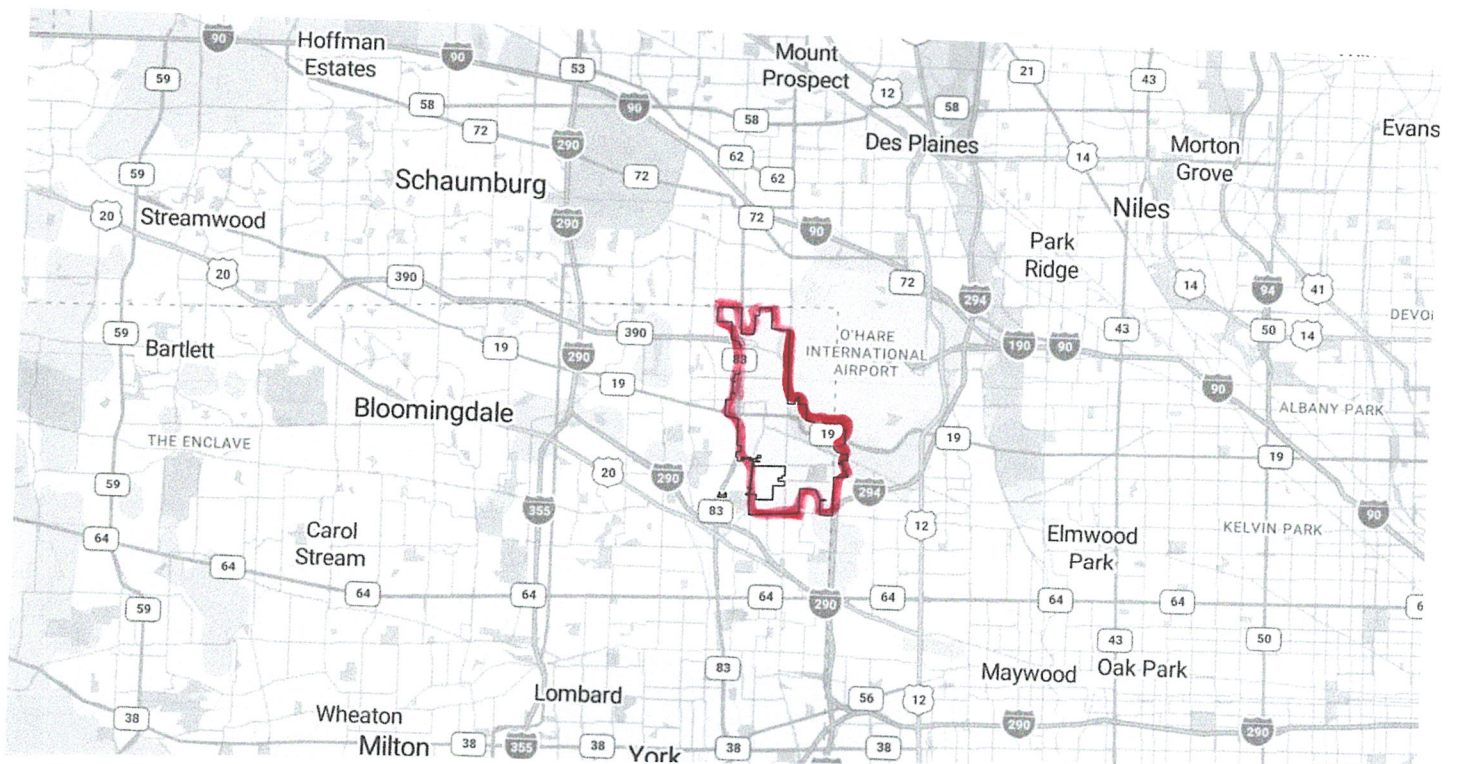 90
Hoffman
Estates
90
53
Mount
Prospect
12
21
43
59
58
90
58
58
Evans
72
290
62
62
Des Plaines
14
Morton
Grove
59
Schaumburg
72
Niles
20
Streamwood
290
72
90
Park
Ridge
20
390
72
294
14
94
41
59
Bartlett
19
390
290
83
O'HARE
INTERNATIONAL
AIRPORT
190
90
43
50
14
DEVO
19
90
Bloomingdale
ALBANY PARK
THE ENCLAVE
19
19
19
59
20
290
294
355
83
12
90
64
Carol
Stream
Elmwood
Park
KELVIN PARK
64
64
64
64
290
64
64
64
6
59
43
50
83
Maywood
Oak Park
Lombard
56
12
38
Wheaton
Milton
38
355
38
York
38
38
290
290